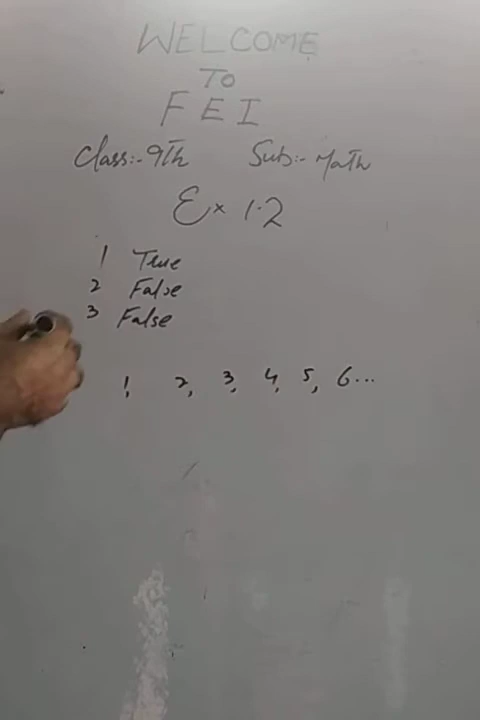 WELCOME
TO
FEI
Class:- 9Th Sub:- Math
Ex 1.2
1 True
2 False
3 False
1, 2, 3, 4, 5, 6...